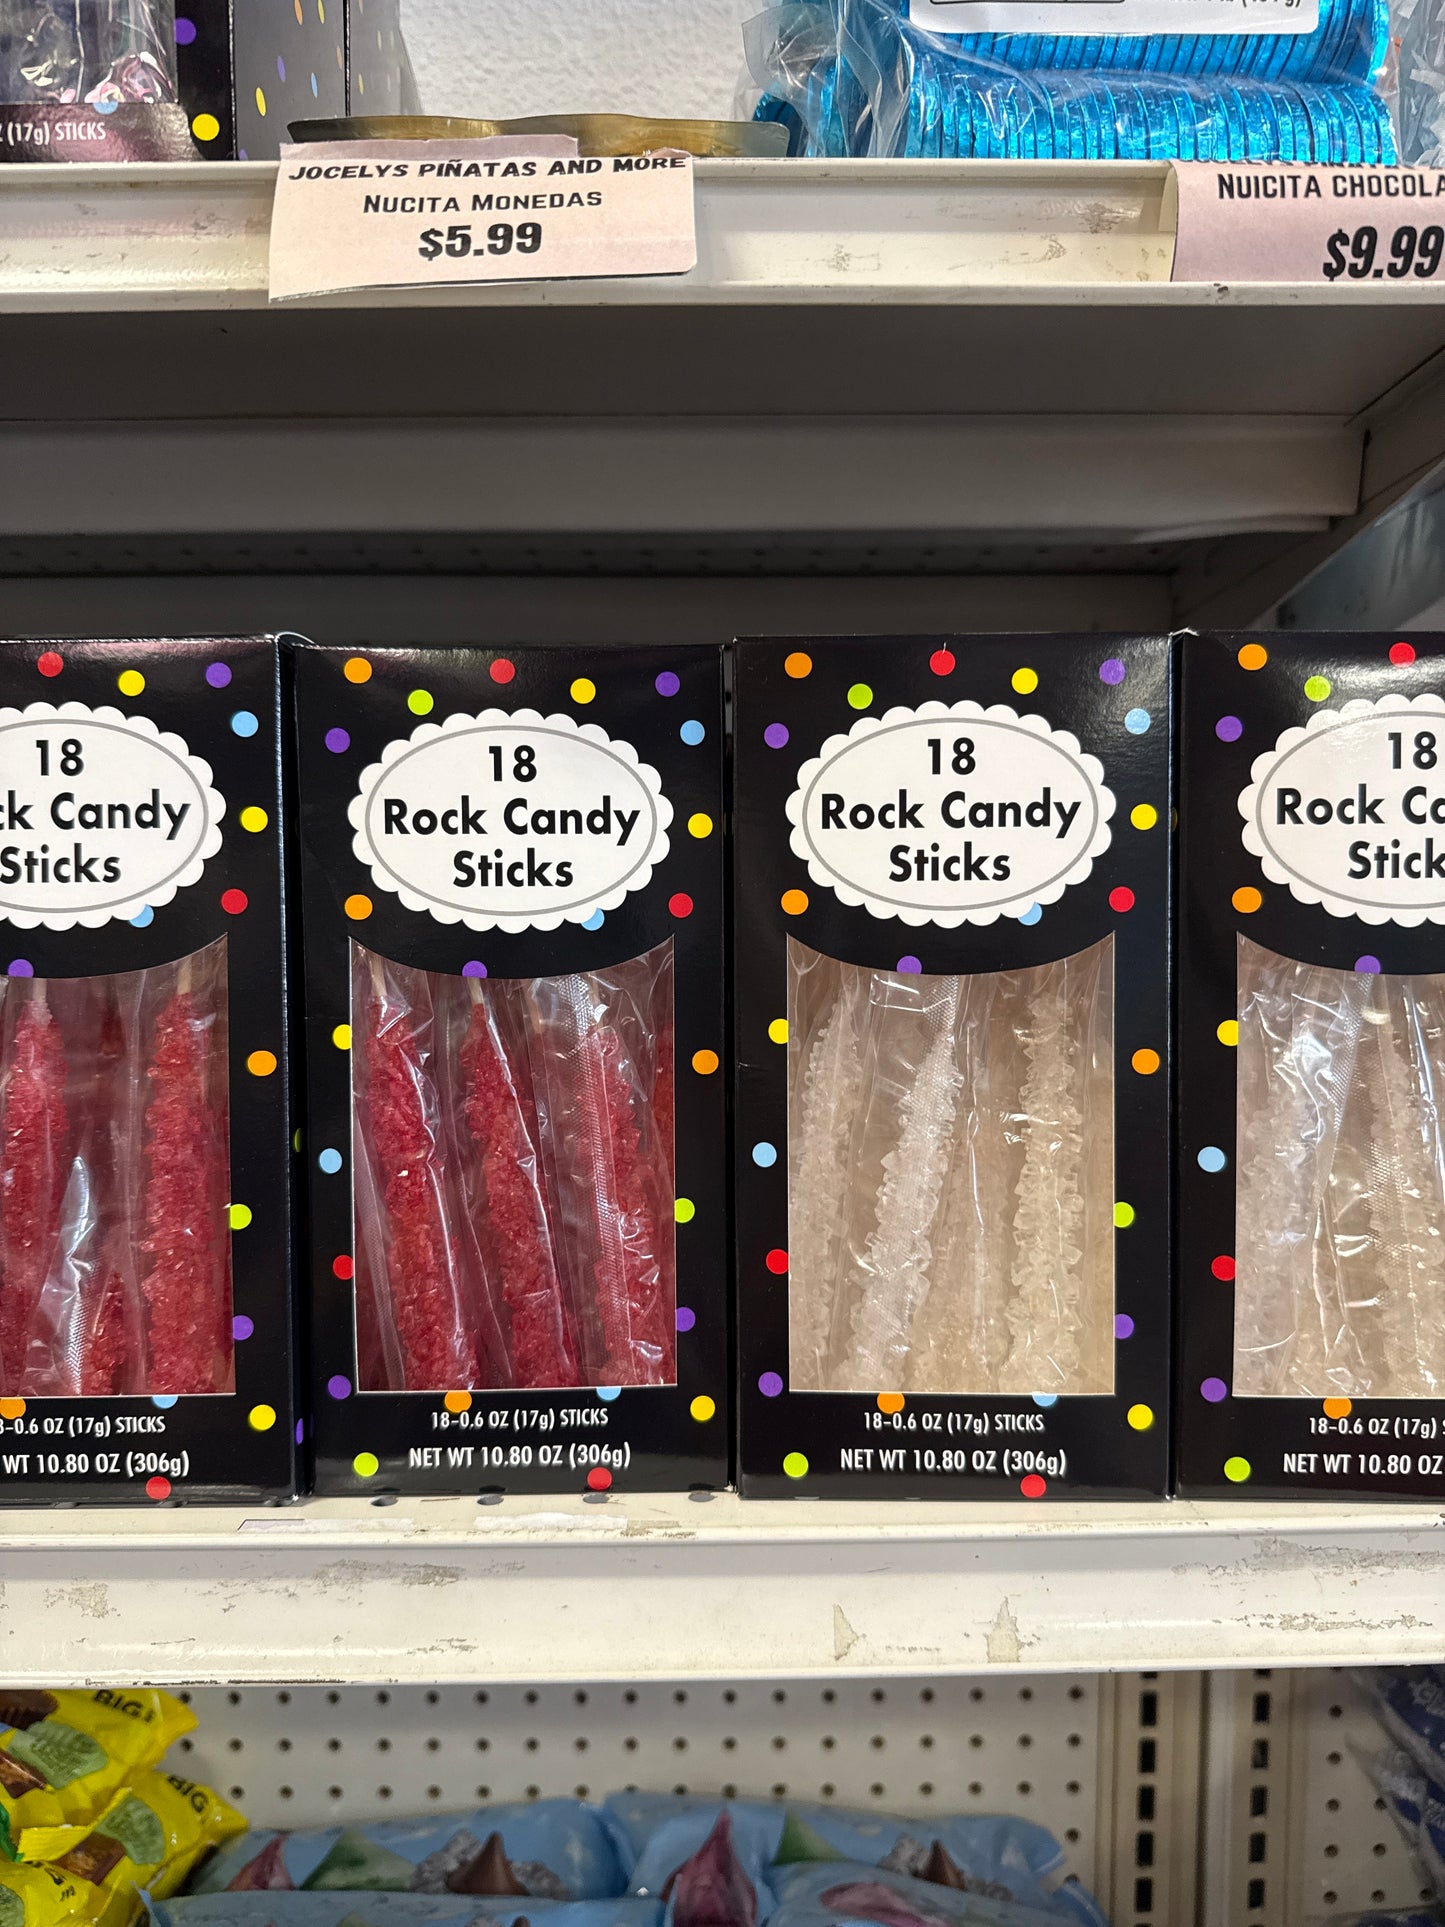 (17g) STICKS
JOCELYS PIÑATAS AND MORE
NUCITA MONEDAS
$5.99
NUICITA CHOCOLA
$9.99
18
ck Candy
Sticks
-0.6 OZ (17g) STICKS
WT 10.80 OZ (306g)
18
Rock Candy
Sticks
18-0.6 OZ (17g) STICKS
NET WT 10.80 OZ (306g)
18
Rock Candy
Sticks
18-0.6 OZ (17g) STICKS
NET WT 10.80 OZ (306g)
18
Rock Ca
Stick
18-0.6 OZ (17g)
NET WT 10.80 OZ
BIG
BIG